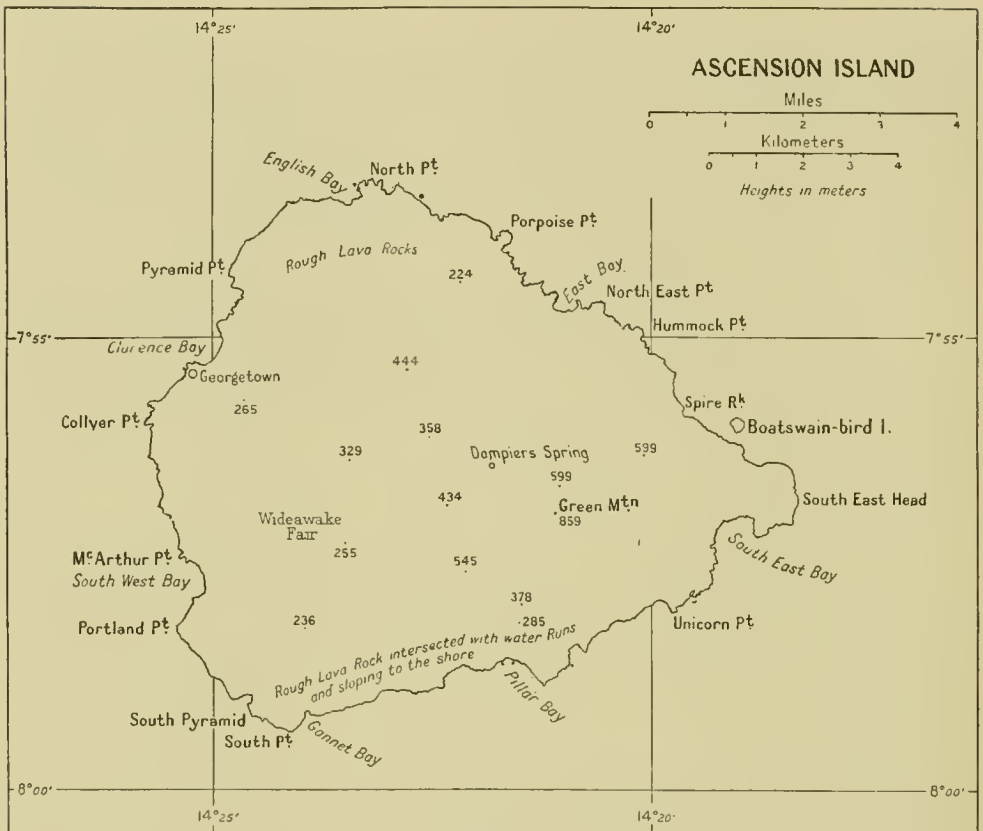 14°25'
14°20'
ASCENSION ISLAND
Miles
0 1 2 3 4
Kilometers
0 1 2 3 4
Heights in meters
English Bay
North Pt.
Porpoise Pt.
Rough Lava Rocks
Pyramid Pt.
224
East Bay.
North East Pt
Hummock Pt.
7°55'
7°55'
Clarence Bay
444
Georgetown
265
Collyer Pt.
Spire Rk.
Boatswain-bird I.
358
329
Dampiers Spring
599
599
434
Green Mtn
859
South East Head
Wideawake
Fair
255
McArthur Pt.
South West Bay
545
South East Bay
378
285
Unicorn Pt.
Portland Pt.
236
Rough Lava Rock intersected with water Runs
and sloping to the shore
Pillar Bay
South Pyramid
South Pt.
Gannet Bay
8°00'
8°00'
14°25'
14°20'